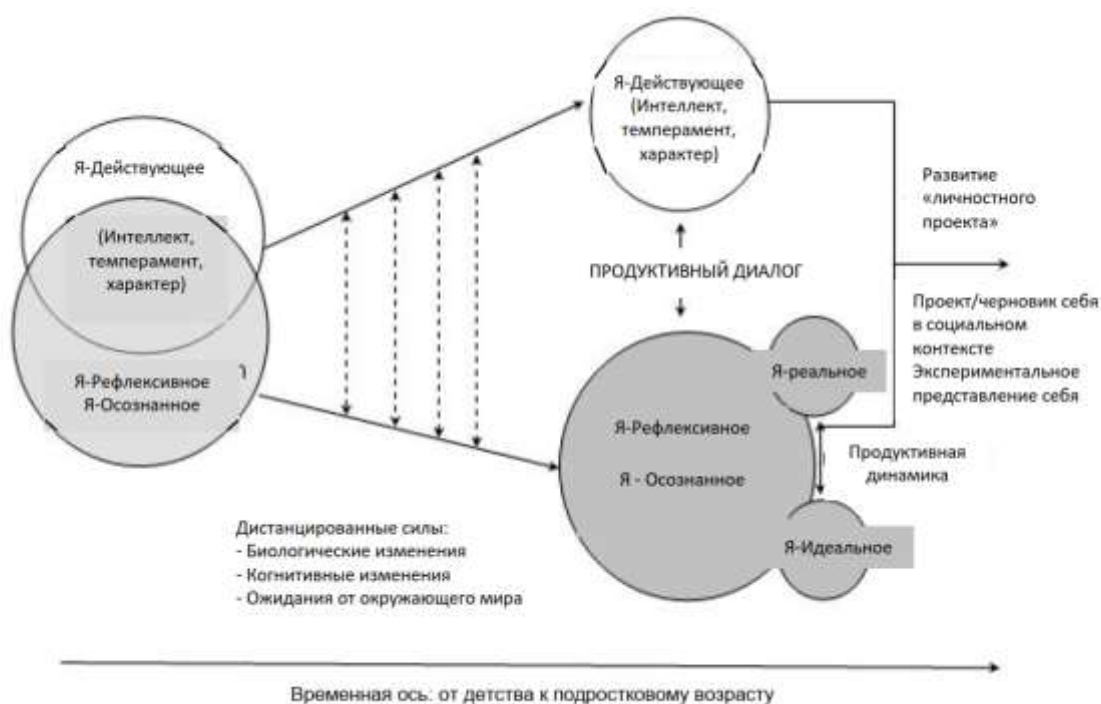 Я-Действующее
(Интеллект,
темперамент,
характер)
Я-Рефлексивное
Я-Осознанное
Дистанцированные силы:
- Биологические изменения
- Когнитивные изменения
- Ожидания от окружающего мира
Я-Действующее
(Интеллект,
темперамент,
характер)
ПРОДУКТИВНЫЙ ДИАЛОГ
Я-реальное
Я-Рефлексивное
Я - Осознанное
Я-Идеальное
Продуктивная
динамика
Развитие
«личностного
проекта»
Проект/черновик себя
в социальном
контексте
Экспериментальное
представление себя
Временная ось: от детства к подростковому возрасту